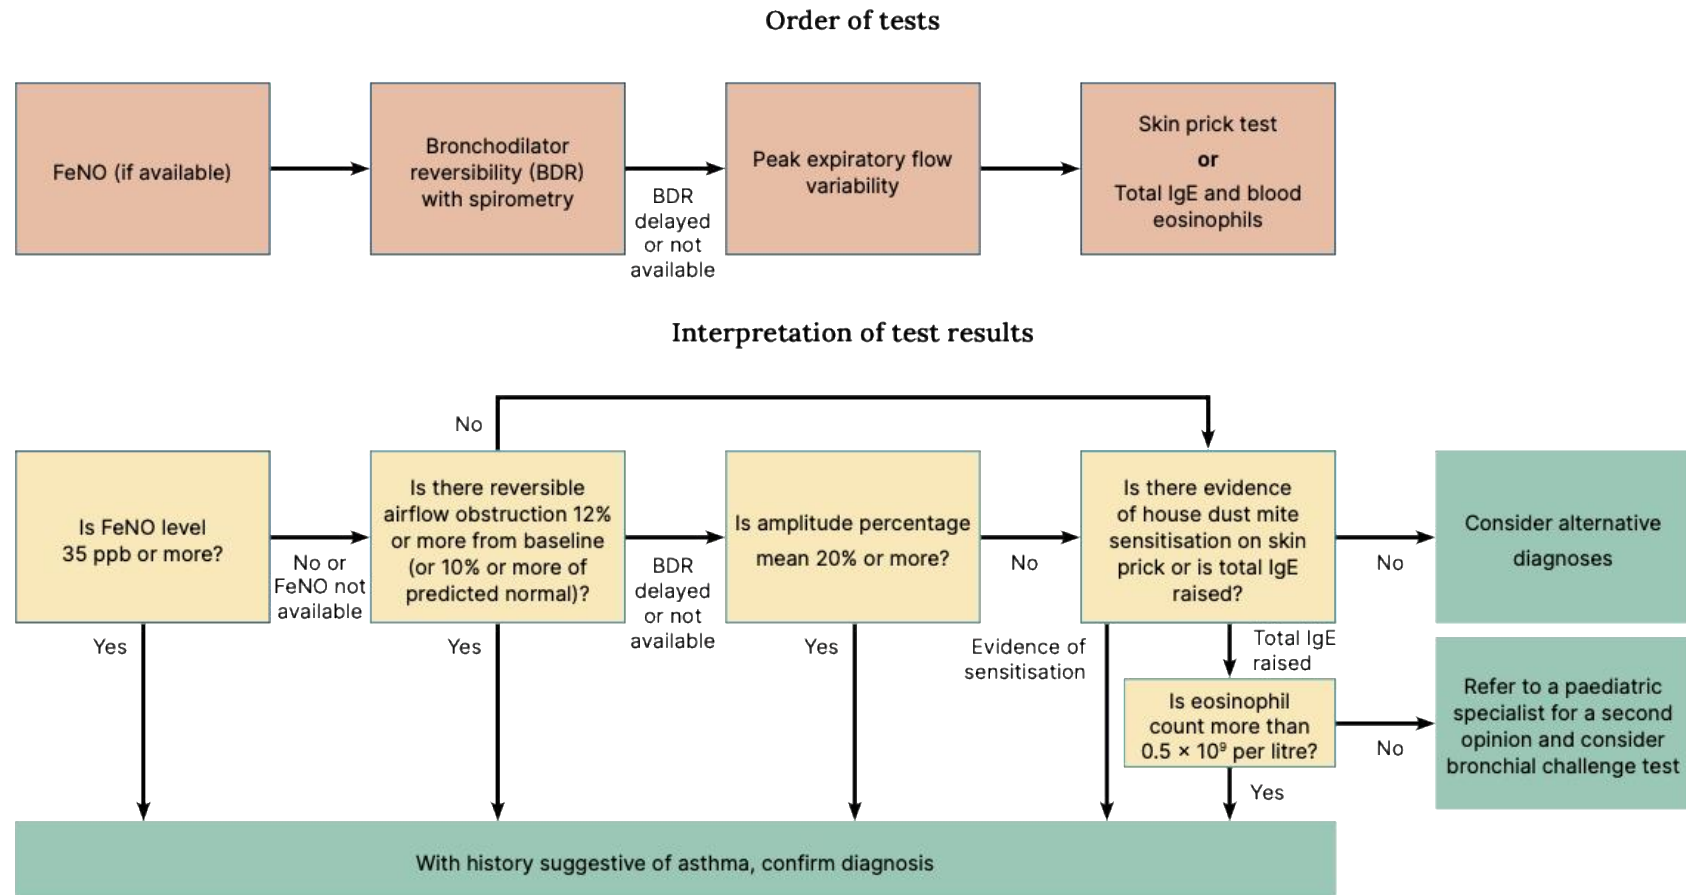 Order of tests
FeNO (if available)
Bronchodilator
reversibility (BDR)
with spirometry
BDR
delayed
or not
available
Peak expiratory flow
variability
Skin prick test
or
Total IgE and blood
eosinophils
Interpretation of test results
Is FeNO level
35 ppb or more?
No or
FeNO not
available
Yes
No
Is there reversible
airflow obstruction 12%
or more from baseline
(or 10% or more of
predicted normal)?
Yes
BDR
delayed
or not
available
Is amplitude percentage
mean 20% or more?
No
Yes
Is there evidence
of house dust mite
sensitisation on skin
prick or is total IgE
raised?
No
Consider alternative
diagnoses
Evidence of
sensitisation
Total IgE
raised
Is eosinophil
count more than
0.5 × 10⁹ per litre?
No
Yes
Refer to a paediatric
specialist for a second
opinion and consider
bronchial challenge test
With history suggestive of asthma, confirm diagnosis